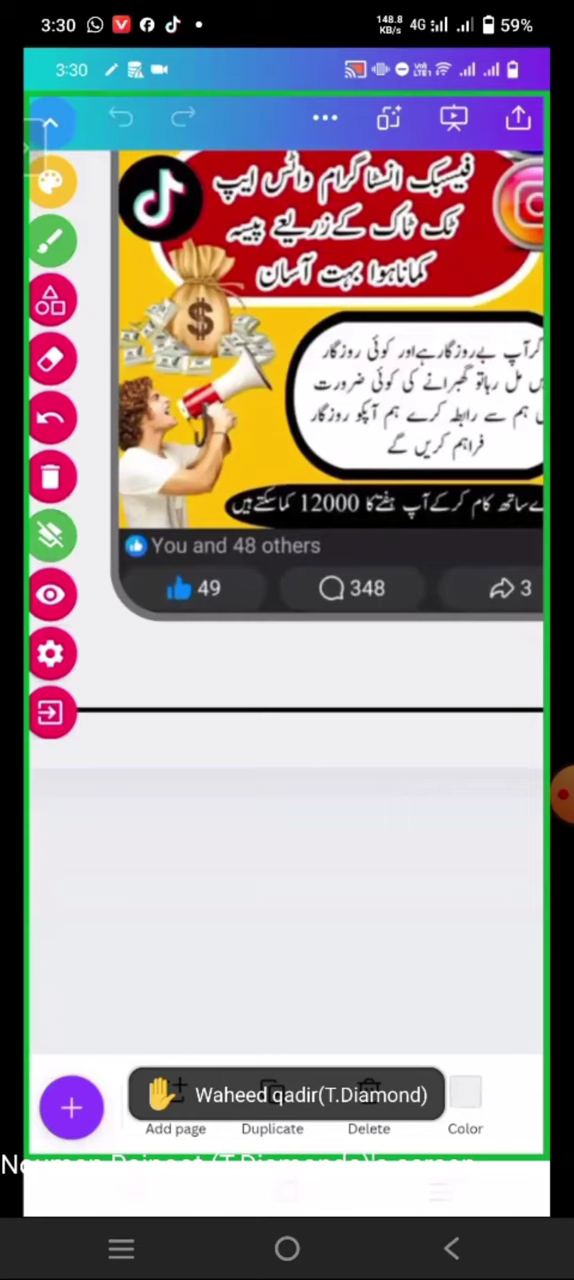 3:30
148.8 KB/s 4G 59%
3:30
فیسبک انسٹاگرام واٹس ایپ
ٹک ٹاک کے زریعے پیسہ
کمانا ہوا بہت آسان
گر آپ بے روزگار ہے اور کوئی روزگار
مل رہا تو گھبرانے کی کوئی ضرورت
ہم سے رابطہ کرے ہم آپکو روزگار
فراہم کریں گے
ے ساتھ کام کر کے آپ ہفتے کا 12000 کما سکتے ہیں
You and 48 others
49 348 3
Waheed qadir(T.Diamond)
Add page Duplicate Delete Color